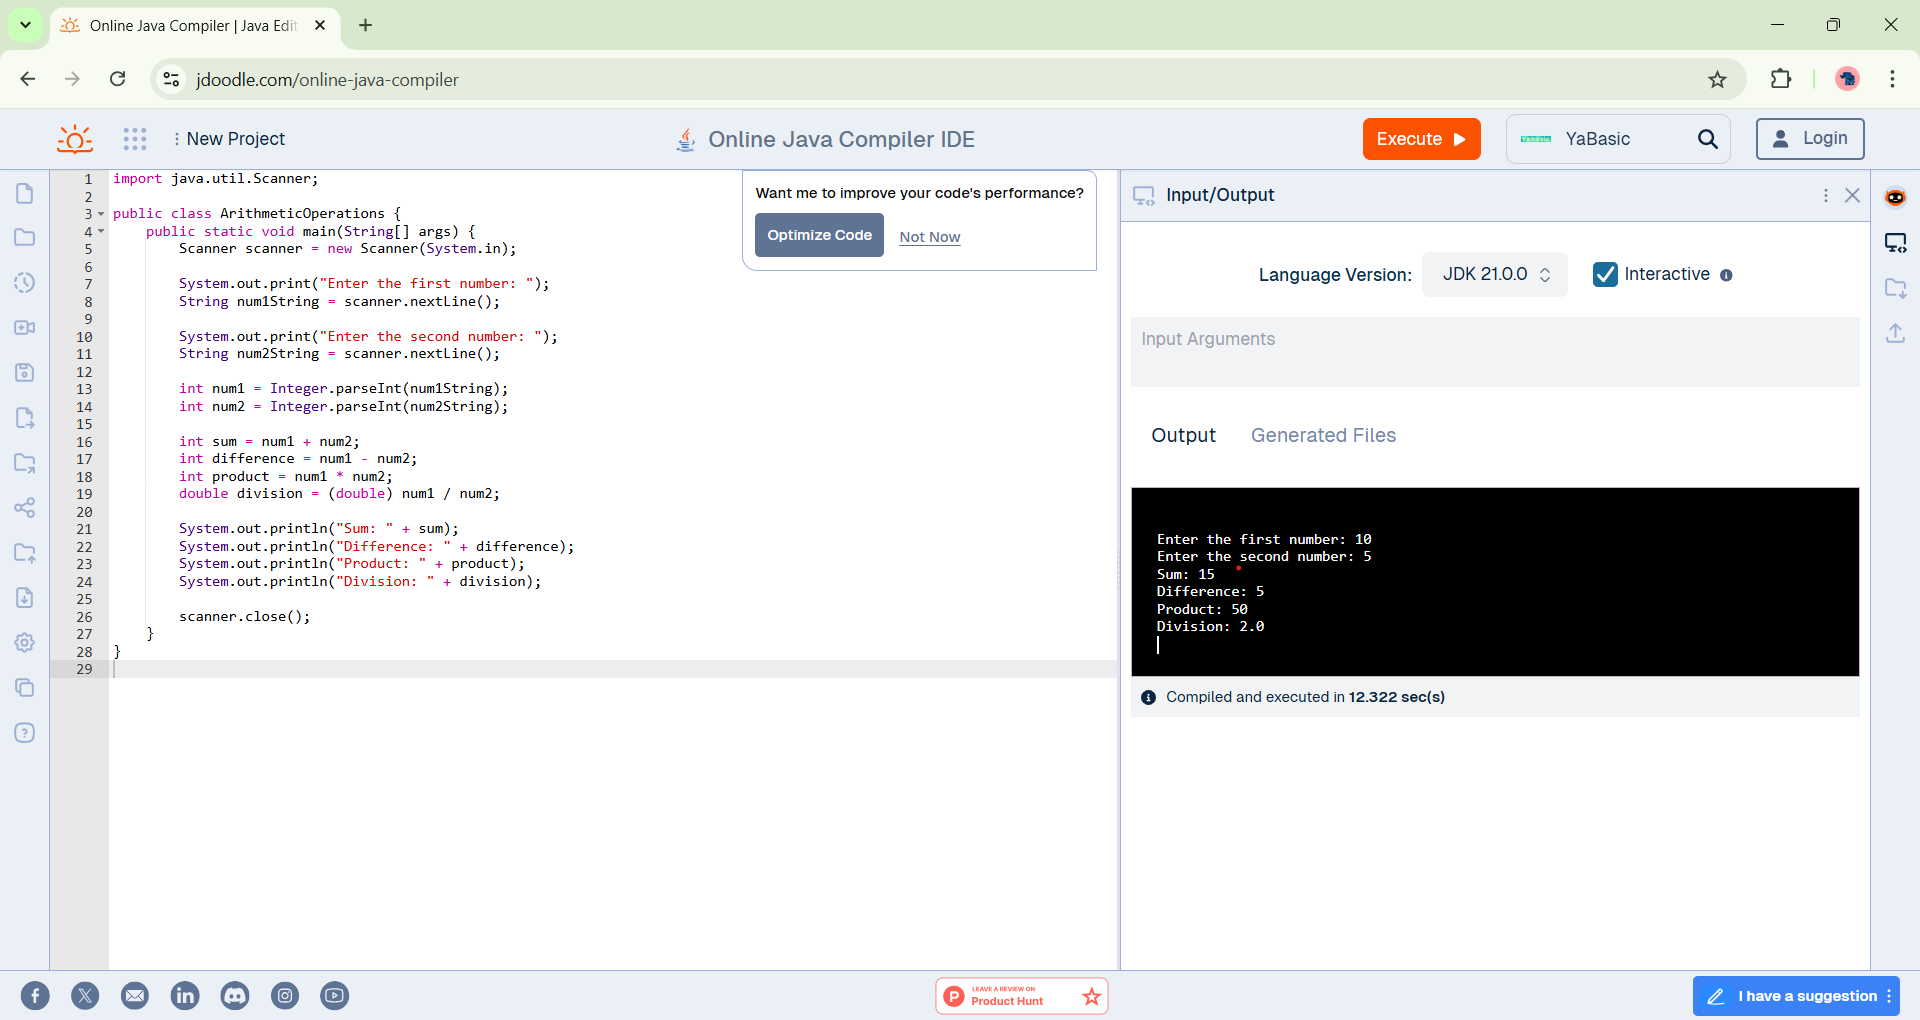 Online Java Compiler | Java Edit
jdoodle.com/online-java-compiler
New Project
Online Java Compiler IDE
Execute
YaBasic
Login
1 import java.util.Scanner;
2
3 public class ArithmeticOperations {
4     public static void main(String[] args) {
5         Scanner scanner = new Scanner(System.in);
6
7         System.out.print("Enter the first number: ");
8         String num1String = scanner.nextLine();
9
10         System.out.print("Enter the second number: ");
11         String num2String = scanner.nextLine();
12
13         int num1 = Integer.parseInt(num1String);
14         int num2 = Integer.parseInt(num2String);
15
16         int sum = num1 + num2;
17         int difference = num1 - num2;
18         int product = num1 * num2;
19         double division = (double) num1 / num2;
20
21         System.out.println("Sum: " + sum);
22         System.out.println("Difference: " + difference);
23         System.out.println("Product: " + product);
24         System.out.println("Division: " + division);
25
26         scanner.close();
27     }
28 }
29
Want me to improve your code's performance?
Optimize Code
Not Now
Input/Output
Language Version:
JDK 21.0.0
Interactive
Input Arguments
Output
Generated Files
Enter the first number: 10
Enter the second number: 5
Sum: 15
Difference: 5
Product: 50
Division: 2.0
Compiled and executed in 12.322 sec(s)
LEAVE A REVIEW ON
Product Hunt
I have a suggestion